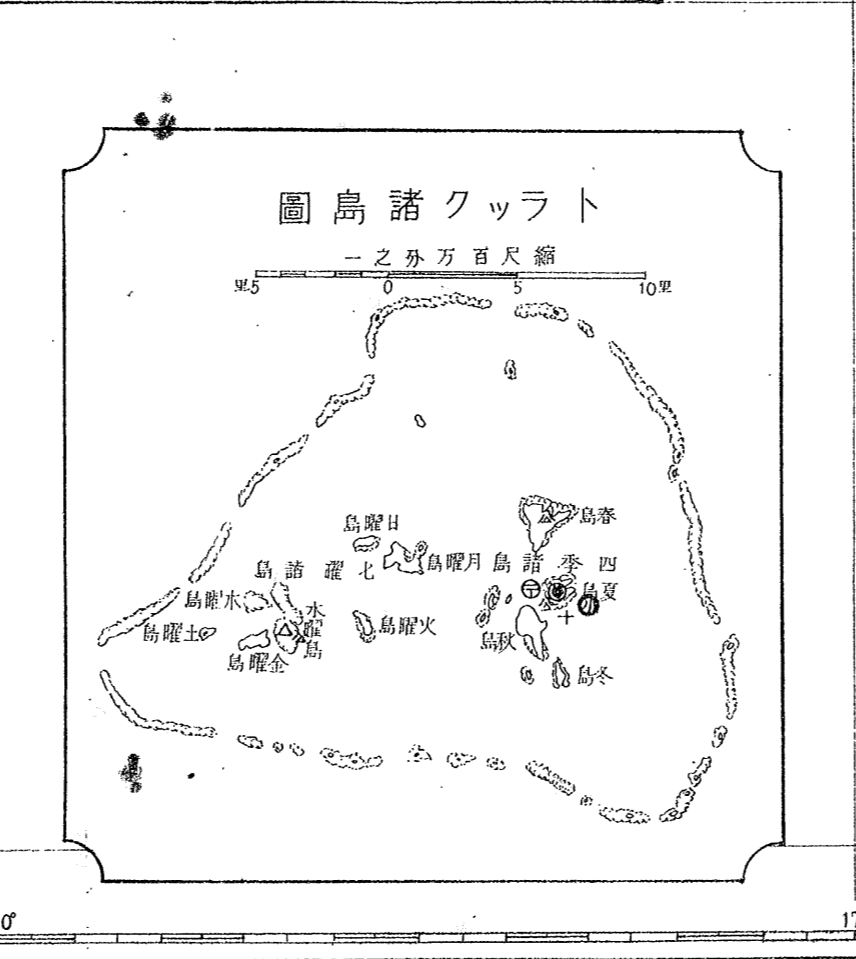 トラック諸島圖
縮尺百万分之一
里5 0 5 10里
春島
日曜島
月曜島
四季諸島
七曜諸島
夏島
曜島
水曜島
土曜島
火曜島
秋島
金曜島
冬島
0°
17